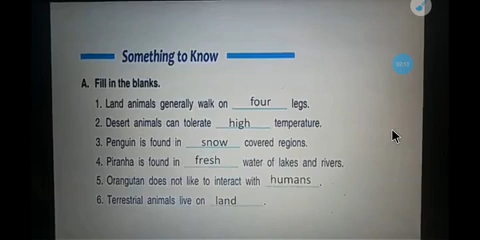 Something to Know
A. Fill in the blanks.
1. Land animals generally walk on four legs.
2. Desert animals can tolerate high temperature.
3. Penguin is found in snow covered regions.
4. Piranha is found in fresh water of lakes and rivers.
5. Orangutan does not like to interact with humans.
6. Terrestrial animals live on land.